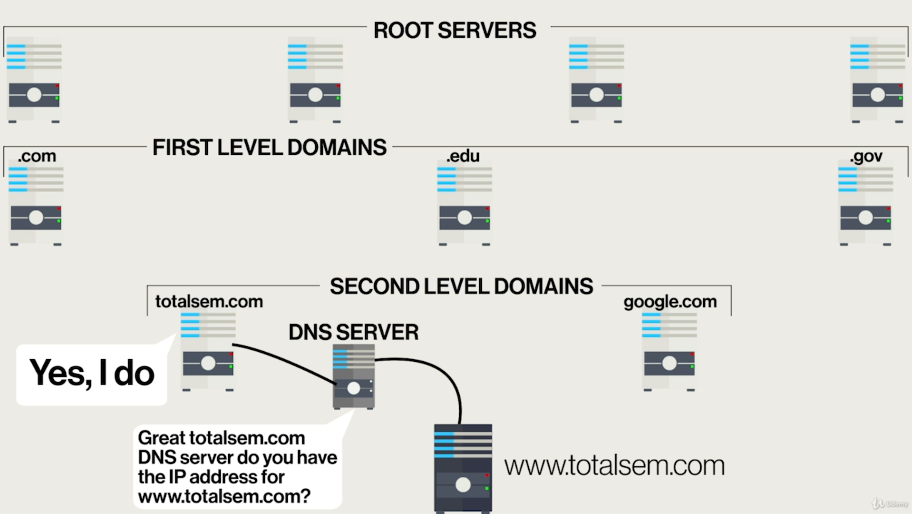 ROOT SERVERS
FIRST LEVEL DOMAINS
.com
.edu
.gov
SECOND LEVEL DOMAINS
totalsem.com
google.com
DNS SERVER
Yes, I do
Great totalsem.com
DNS server do you have
the IP address for
www.totalsem.com?
www.totalsem.com
Udemy